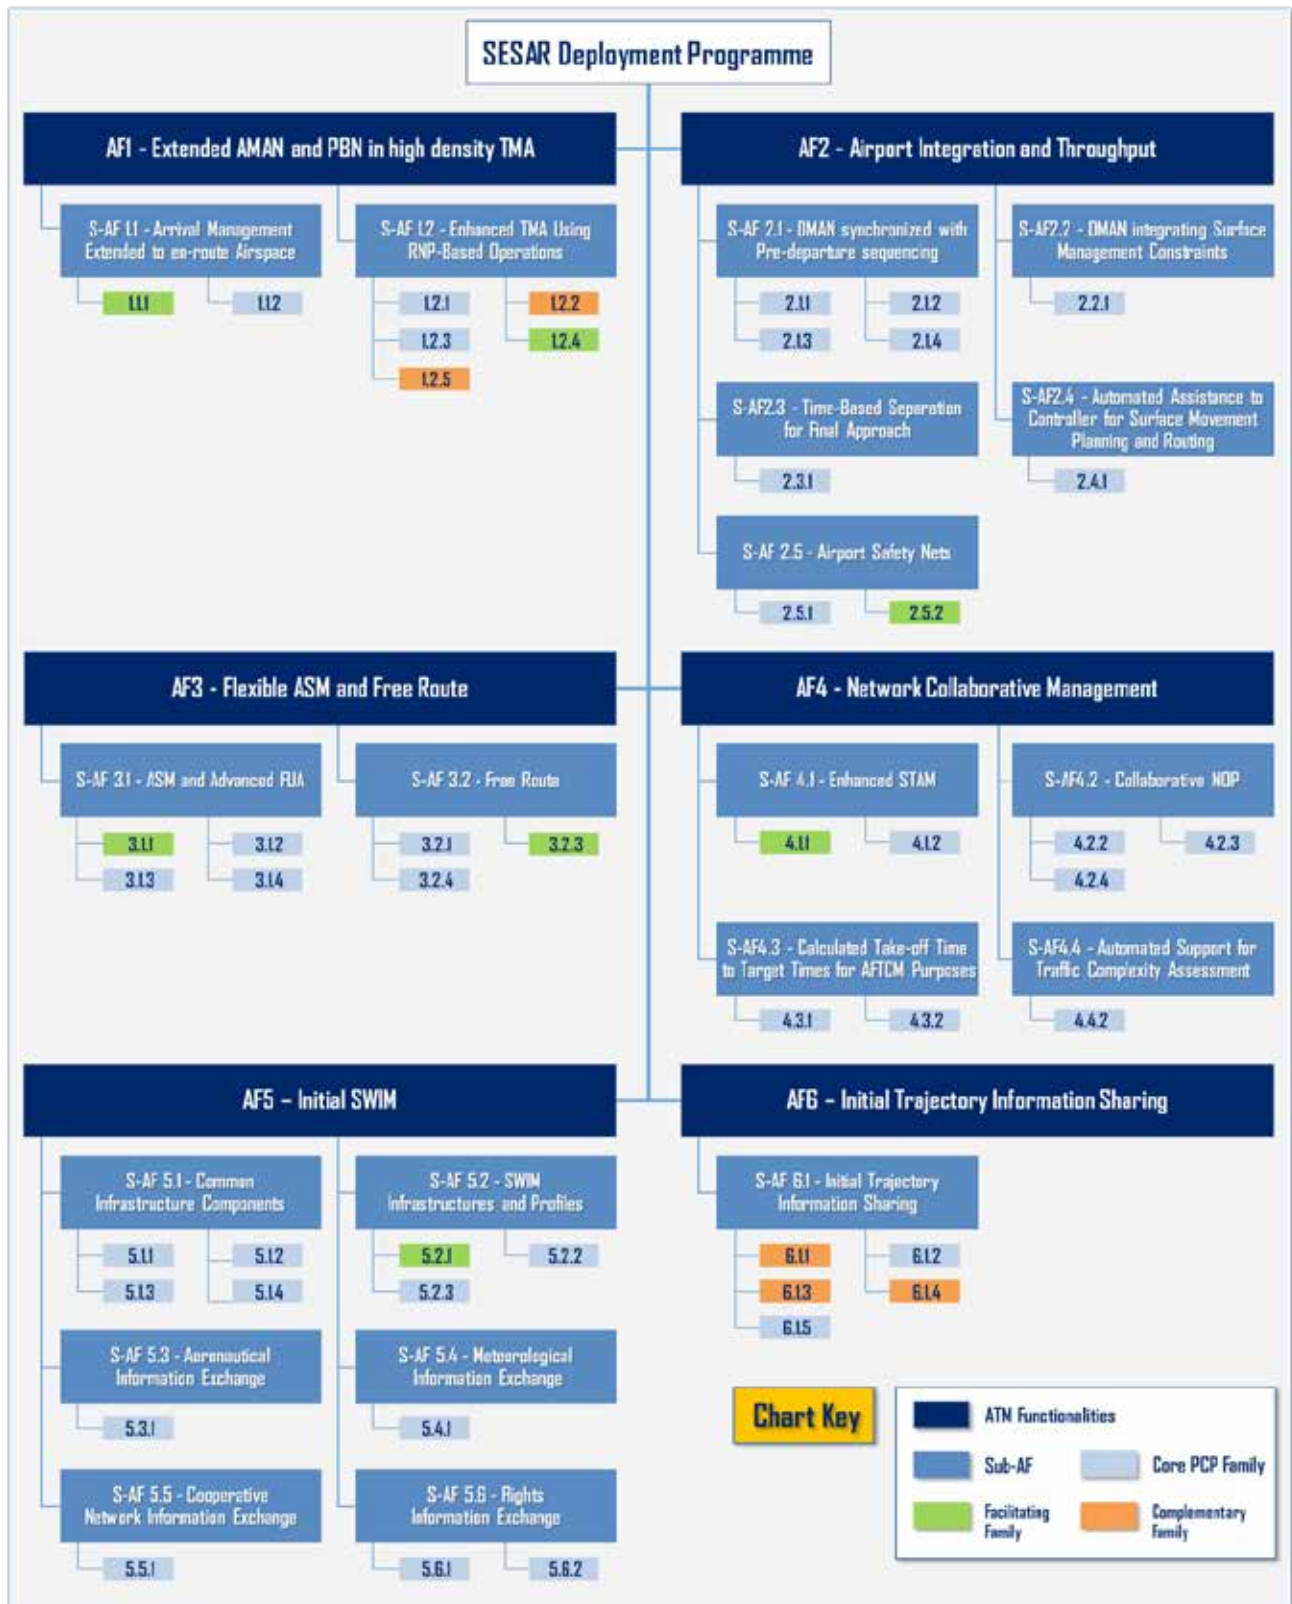 SESAR Deployment Programme
AF1 - Extended AMAN and PBN in high density TMA
S-AF 1.1 - Arrival Management
Extended to en-route Airspace
1.1.1
1.1.2
S-AF 1.2 - Enhanced TMA Using
RNP-Based Operations
1.2.1
1.2.2
1.2.3
1.2.4
1.2.5
AF2 - Airport Integration and Throughput
S-AF 2.1 - DMAN synchronized with
Pre-departure sequencing
2.1.1
2.1.2
2.1.3
2.1.4
S-AF2.2 - DMAN integrating Surface
Management Constraints
2.2.1
S-AF2.3 - Time-Based Separation
for Final Approach
2.3.1
S-AF2.4 - Automated Assistance to
Controller for Surface Movement
Planning and Routing
2.4.1
S-AF 2.5 - Airport Safety Nets
2.5.1
2.5.2
AF3 - Flexible ASM and Free Route
S-AF 3.1 - ASM and Advanced FUA
3.1.1
3.1.2
3.1.3
3.1.4
S-AF 3.2 - Free Route
3.2.1
3.2.3
3.2.4
AF4 - Network Collaborative Management
S-AF 4.1 - Enhanced STAM
4.1.1
4.1.2
S-AF4.2 - Collaborative NOP
4.2.2
4.2.3
4.2.4
S-AF4.3 - Calculated Take-off Time
to Target Times for AFTCM Purposes
4.3.1
4.3.2
S-AF4.4 - Automated Support for
Traffic Complexity Assessment
4.4.2
AF5 – Initial SWIM
S-AF 5.1 - Common
Infrastructure Components
5.1.1
5.1.2
5.1.3
5.1.4
S-AF 5.2 - SWIM
Infrastructures and Profiles
5.2.1
5.2.2
5.2.3
S-AF 5.3 - Aeronautical
Information Exchange
5.3.1
S-AF 5.4 - Meteorological
Information Exchange
5.4.1
S-AF 5.5 - Cooperative
Network Information Exchange
5.5.1
S-AF 5.6 - Flights
Information Exchange
5.6.1
5.6.2
AF6 – Initial Trajectory Information Sharing
S-AF 6.1 - Initial Trajectory
Information Sharing
6.1.1
6.1.2
6.1.3
6.1.4
6.1.5
Chart Key
ATM Functionalities
Sub-AF
Core PCP Family
Facilitating
Family
Complementary
Family